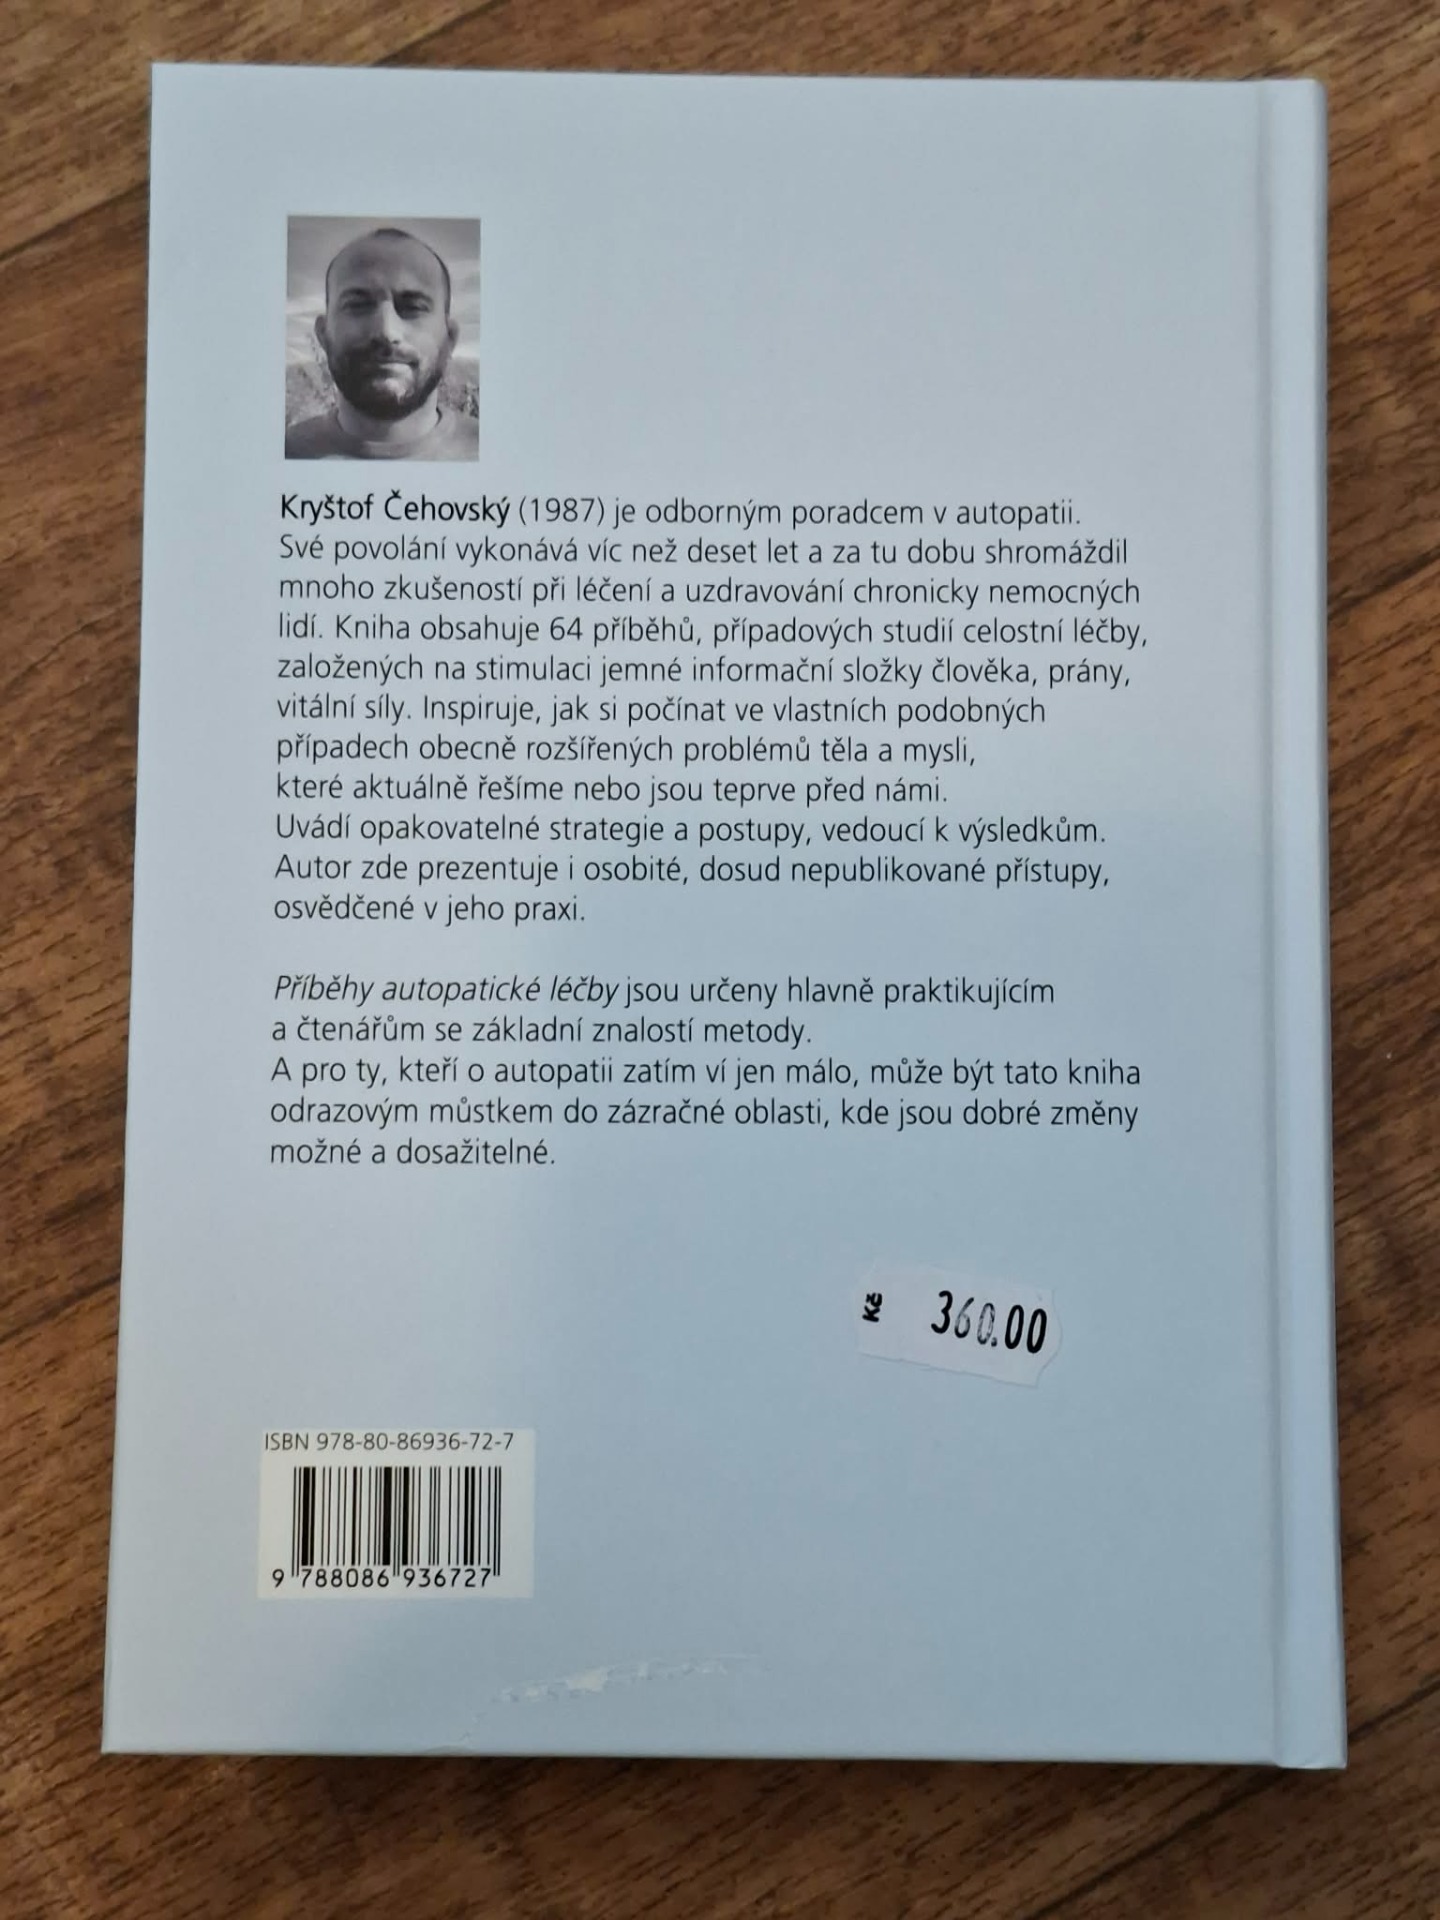 Kryštof Čehovský (1987) je odborným poradcem v autopatii.
Své povolání vykonává víc než deset let a za tu dobu shromáždil
mnoho zkušeností při léčení a uzdravování chronicky nemocných
lidí. Kniha obsahuje 64 příběhů, případových studií celostní léčby,
založených na stimulaci jemné informační složky člověka, prány,
vitální síly. Inspiruje, jak si počínat ve vlastních podobných
případech obecně rozšířených problémů těla a mysli,
které aktuálně řešíme nebo jsou teprve před námi.
Uvádí opakovatelné strategie a postupy, vedoucí k výsledkům.
Autor zde prezentuje i osobité, dosud nepublikované přístupy,
osvědčené v jeho praxi.
Příběhy autopatické léčby jsou určeny hlavně praktikujícím
a čtenářům se základní znalostí metody.
A pro ty, kteří o autopatii zatím ví jen málo, může být tato kniha
odrazovým můstkem do zázračné oblasti, kde jsou dobré změny
možné a dosažitelné.
Kč 360.00
ISBN 978-80-86936-72-7
9 788086 936727